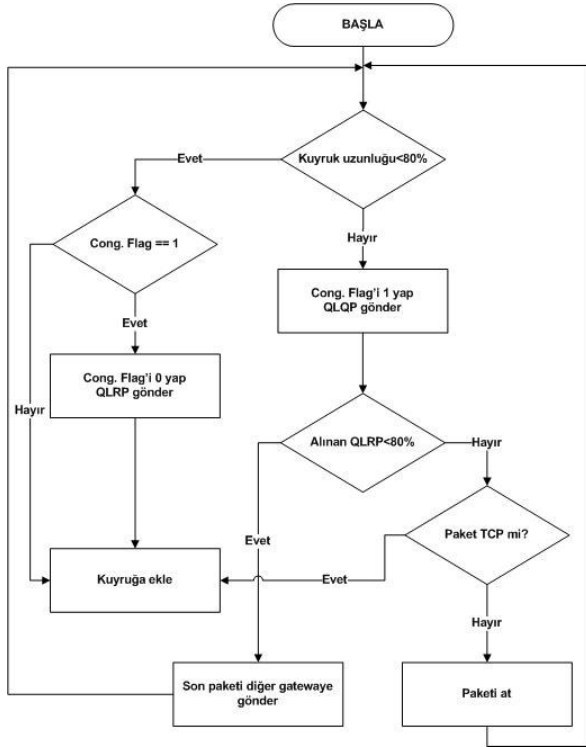 BAŞLA
Kuyruk uzunluğu<80%
Evet
Hayır
Cong. Flag == 1
Cong. Flag'i 1 yap
QLQP gönder
Evet
Hayır
Cong. Flag'i 0 yap
QLRP gönder
Alınan QLRP<80%
Hayır
Evet
Paket TCP mi?
Evet
Kuyruğa ekle
Hayır
Son paketi diğer gatewaye
gönder
Paketi at